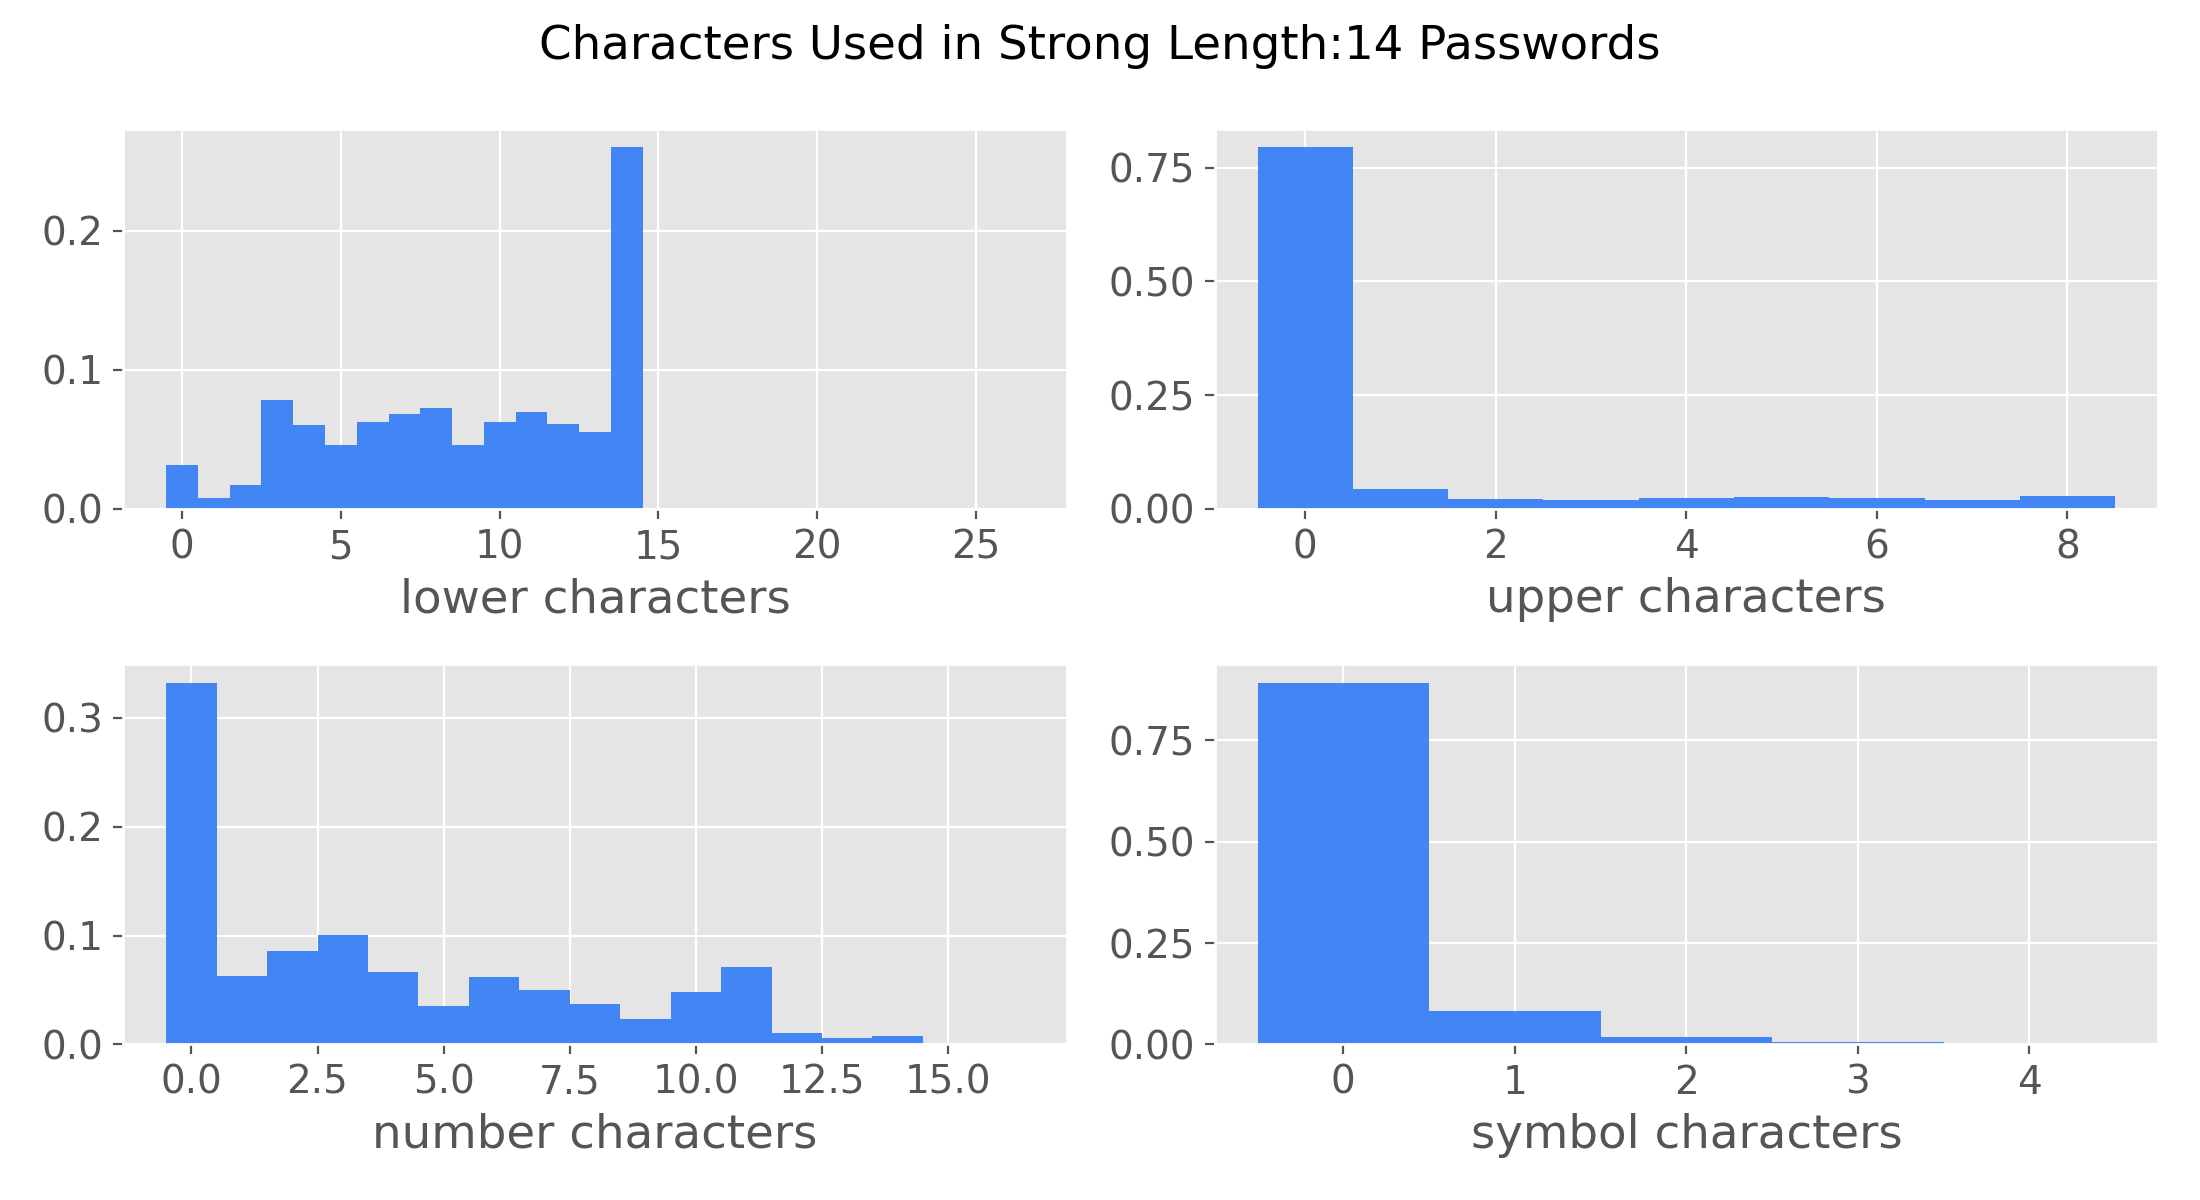 Characters Used in Strong Length:14 Passwords
0.2
0.1
0.0
0 5 10 15 20 25
lower characters
0.75
0.50
0.25
0.00
0 2 4 6 8
upper characters
0.3
0.2
0.1
0.0
0.0 2.5 5.0 7.5 10.0 12.5 15.0
number characters
0.75
0.50
0.25
0.00
0 1 2 3 4
symbol characters